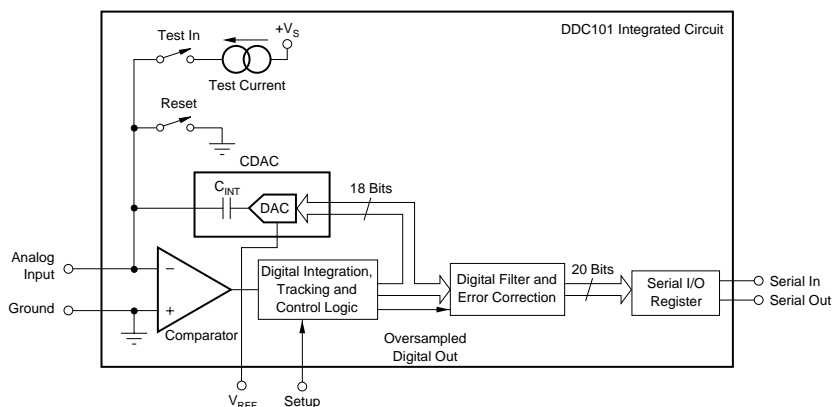 DDC101 Integrated Circuit
Test In
+VS
Test Current
Reset
CDAC
CINT
DAC
18 Bits
Analog
Input
−
Ground
+
Comparator
Digital Integration,
Tracking and
Control Logic
Digital Filter and
Error Correction
20 Bits
Serial I/O
Register
Serial In
Serial Out
Oversampled
Digital Out
VREF
Setup